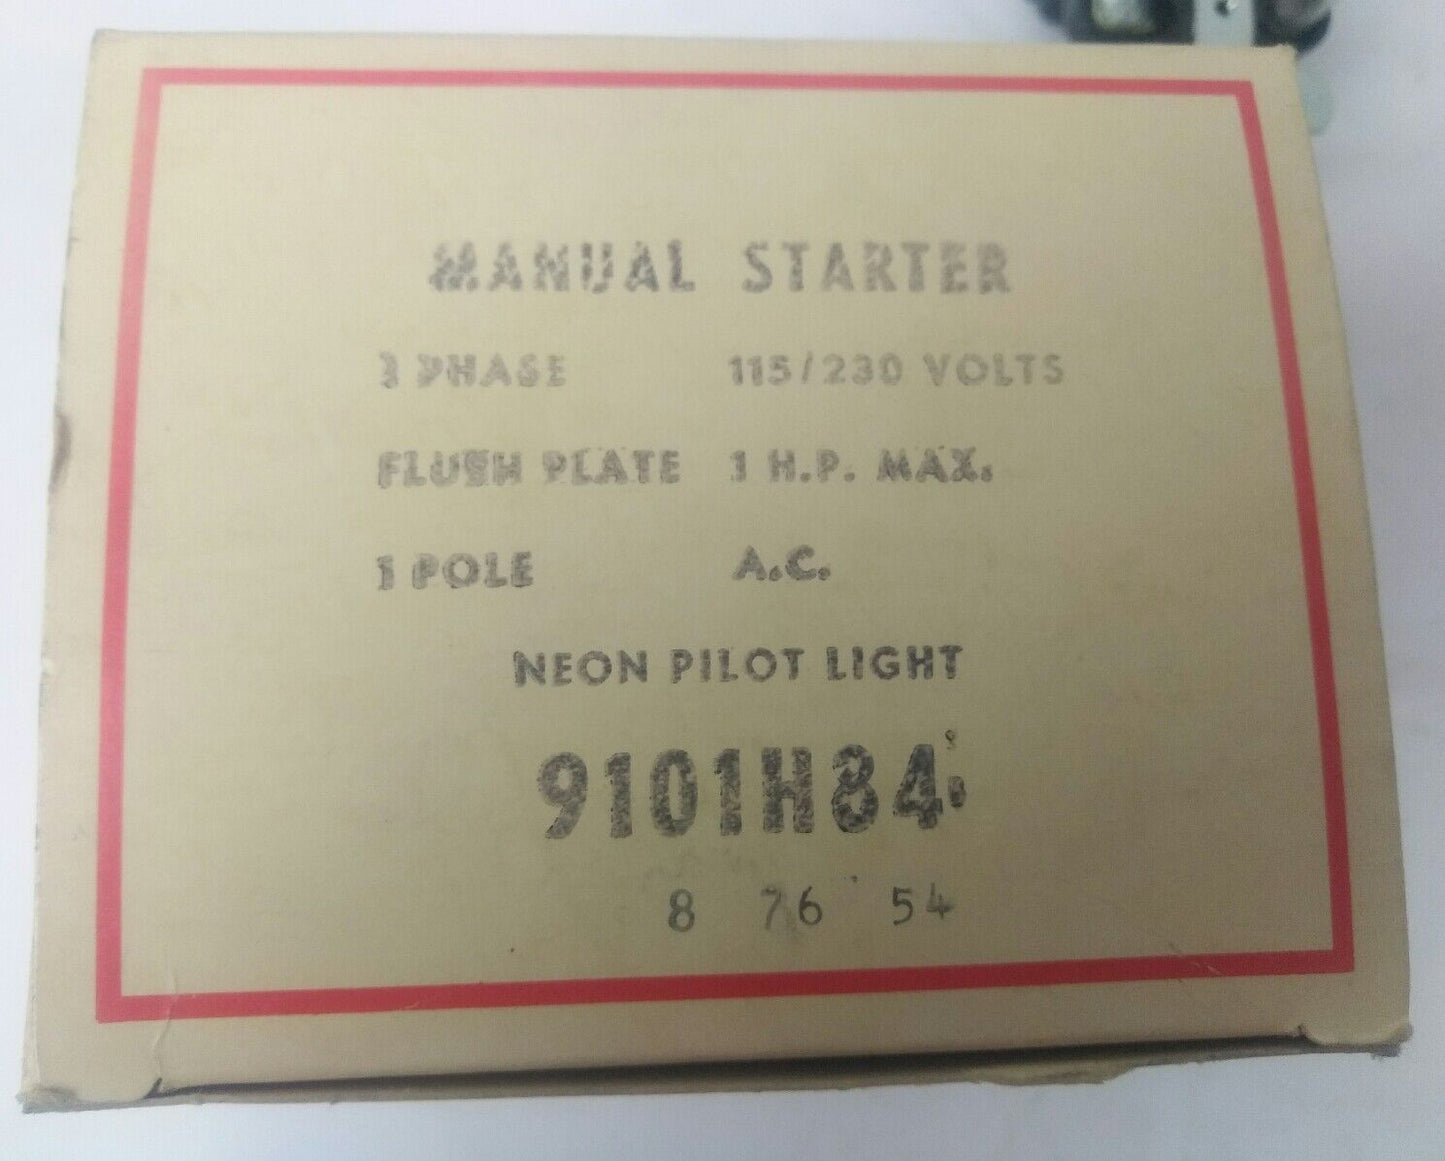 MANUAL STARTER
1 PHASE 115/230 VOLTS
FLUSH PLATE 1 H.P. MAX.
1 POLE A.C.
NEON PILOT LIGHT
9101H84
8 76 54